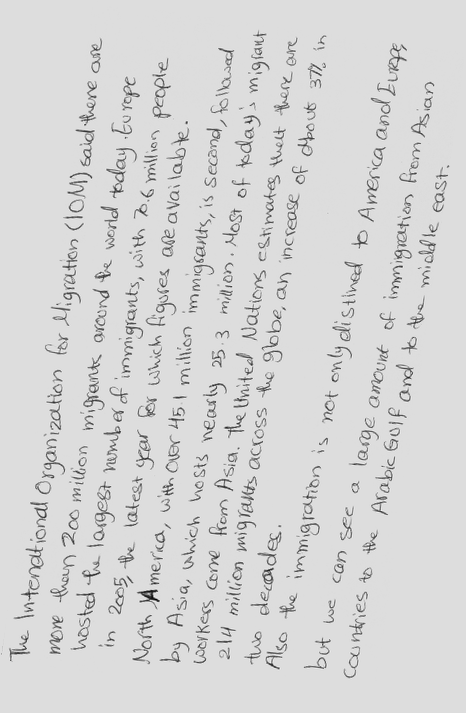 The International Organization for Migration (IOM) said there are
more than 200 million migrants around the world today. Europe
hosted the largest number of immigrants, with 70.6 million people
in 2005, the latest year for which figures are available.
North America, with over 45.1 million immigrants, is second, followed
by Asia, which hosts nearly 25.3 million. Most of today's migrant
workers come from Asia. The United Nations estimates that there are
214 million migrants across the globe, an increase of about 37% in
two decades.
Also the immigration is not only distined to America and Europe
but we can see a large amount of immigration from Asian
countries to the Arabic Gulf and to the middle east.